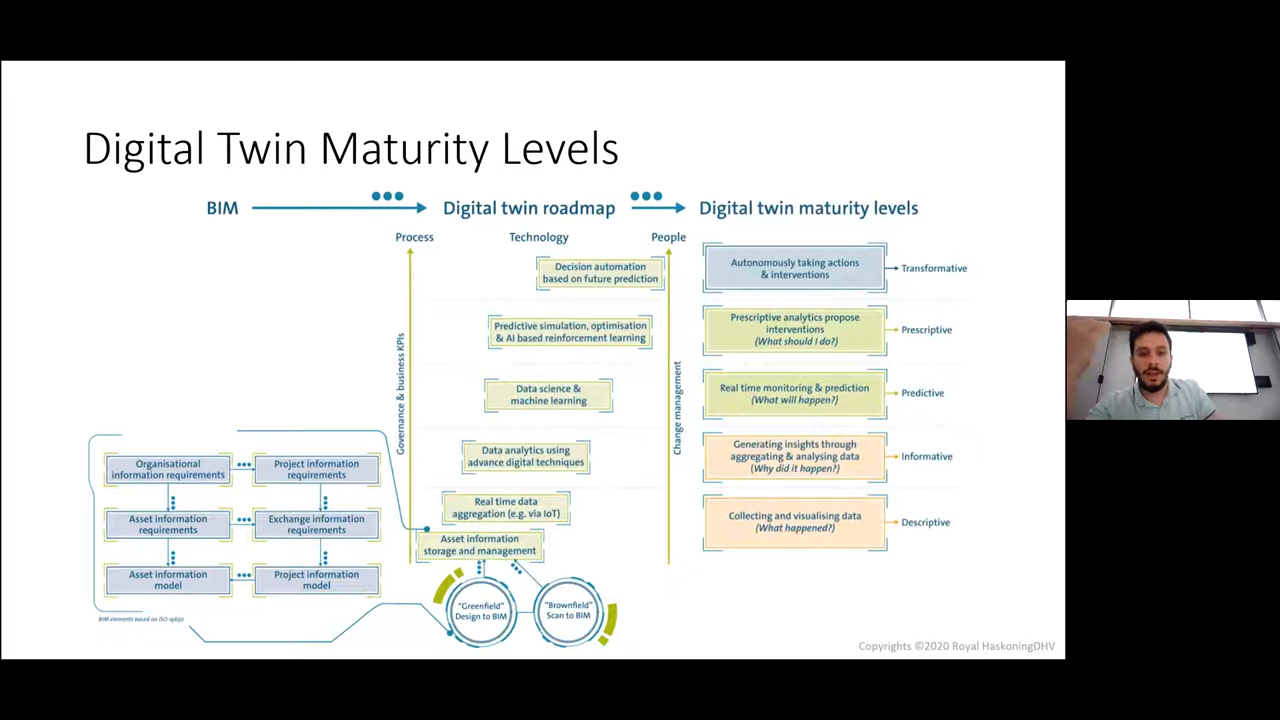 Digital Twin Maturity Levels
BIM
Digital twin roadmap
Digital twin maturity levels
Process
Technology
People
Governance & business KPIs
Change management
Decision automation
based on future prediction
Predictive simulation, optimisation
& AI based reinforcement learning
Data science &
machine learning
Data analytics using
advance digital techniques
Real time data
aggregation (e.g. via IoT)
Asset information
storage and management
"Greenfield"
Design to BIM
"Brownfield"
Scan to BIM
Autonomously taking actions
& interventions
Transformative
Prescriptive analytics propose
interventions
(What should I do?)
Prescriptive
Real time monitoring & prediction
(What will happen?)
Predictive
Generating insights through
aggregating & analysing data
(Why did it happen?)
Informative
Collecting and visualising data
(What happened?)
Descriptive
Organisational
information requirements
Project information
requirements
Asset information
requirements
Exchange information
requirements
Asset information
model
Project information
model
BIM elements based on ISO 19650
Copyrights ©2020 Royal HaskoningDHV